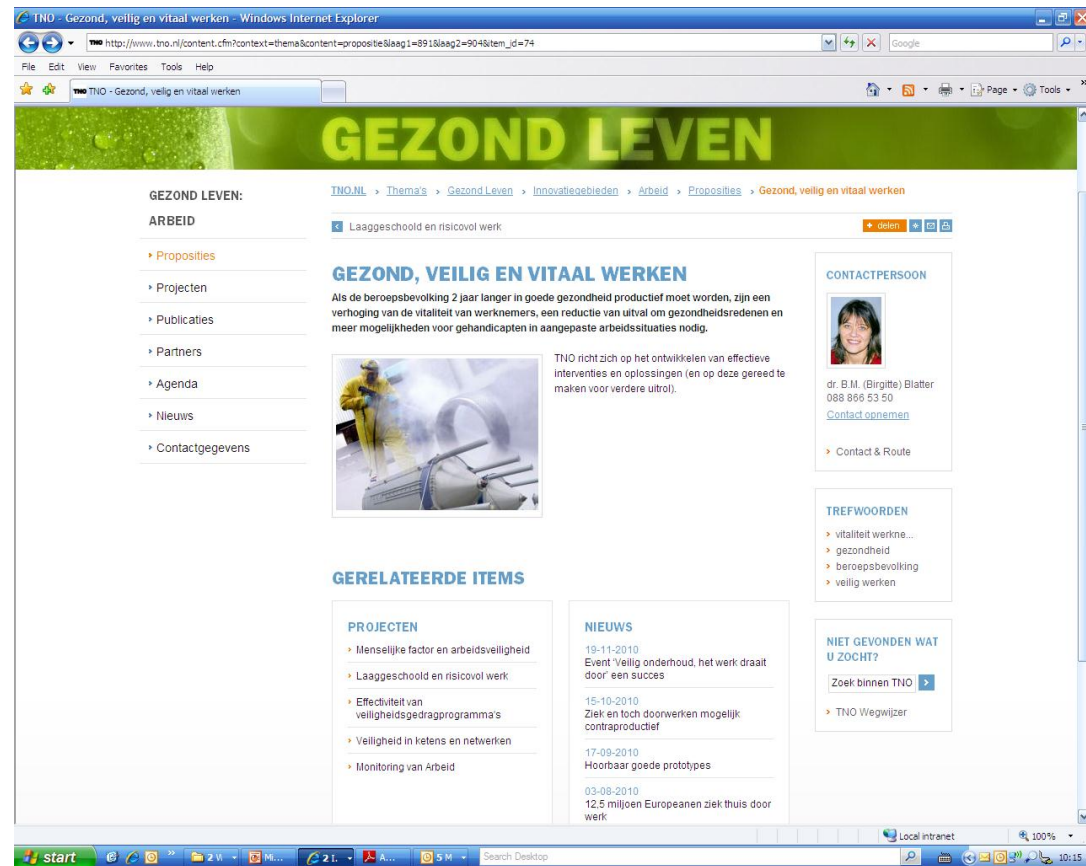 TNO - Gezond, veilig en vitaal werken - Windows Internet Explorer
TNO http://www.tno.nl/content.cfm?context=thema&content=propositie&laag1=891&laag2=904&item_id=74
Google
File Edit View Favorites Tools Help
TNO TNO - Gezond, veilig en vitaal werken
Page Tools
GEZOND LEVEN
GEZOND LEVEN:
ARBEID
Proposities
Projecten
Publicaties
Partners
Agenda
Nieuws
Contactgegevens
TNO.NL > Thema's > Gezond Leven > Innovatiegebieden > Arbeid > Proposities > Gezond, veilig en vitaal werken
Laaggeschoold en risicovol werk
+ delen
GEZOND, VEILIG EN VITAAL WERKEN
Als de beroepsbevolking 2 jaar langer in goede gezondheid productief moet worden, zijn een
verhoging van de vitaliteit van werknemers, een reductie van uitval om gezondheidsredenen en
meer mogelijkheden voor gehandicapten in aangepaste arbeidssituaties nodig.
TNO richt zich op het ontwikkelen van effectieve
interventies en oplossingen (en op deze gereed te
maken voor verdere uitrol).
CONTACTPERSOON
dr. B.M. (Birgitte) Blatter
088 866 53 50
Contact opnemen
Contact & Route
TREFWOORDEN
vitaliteit werkne...
gezondheid
beroepsbevolking
veilig werken
NIET GEVONDEN WAT
U ZOCHT?
Zoek binnen TNO
TNO Wegwijzer
GERELATEERDE ITEMS
PROJECTEN
Menselijke factor en arbeidsveiligheid
Laaggeschoold en risicovol werk
Effectiviteit van
veiligheidsgedragprogramma's
Veiligheid in ketens en netwerken
Monitoring van Arbeid
NIEUWS
19-11-2010
Event 'Veilig onderhoud, het werk draait
door' een succes
15-10-2010
Ziek en toch doorwerken mogelijk
contraproductief
17-09-2010
Hoorbaar goede prototypes
03-08-2010
12,5 miljoen Europeanen ziek thuis door
werk
Local intranet 100%
start 2 W M... 2 I. A... 5 M Search Desktop 10:15